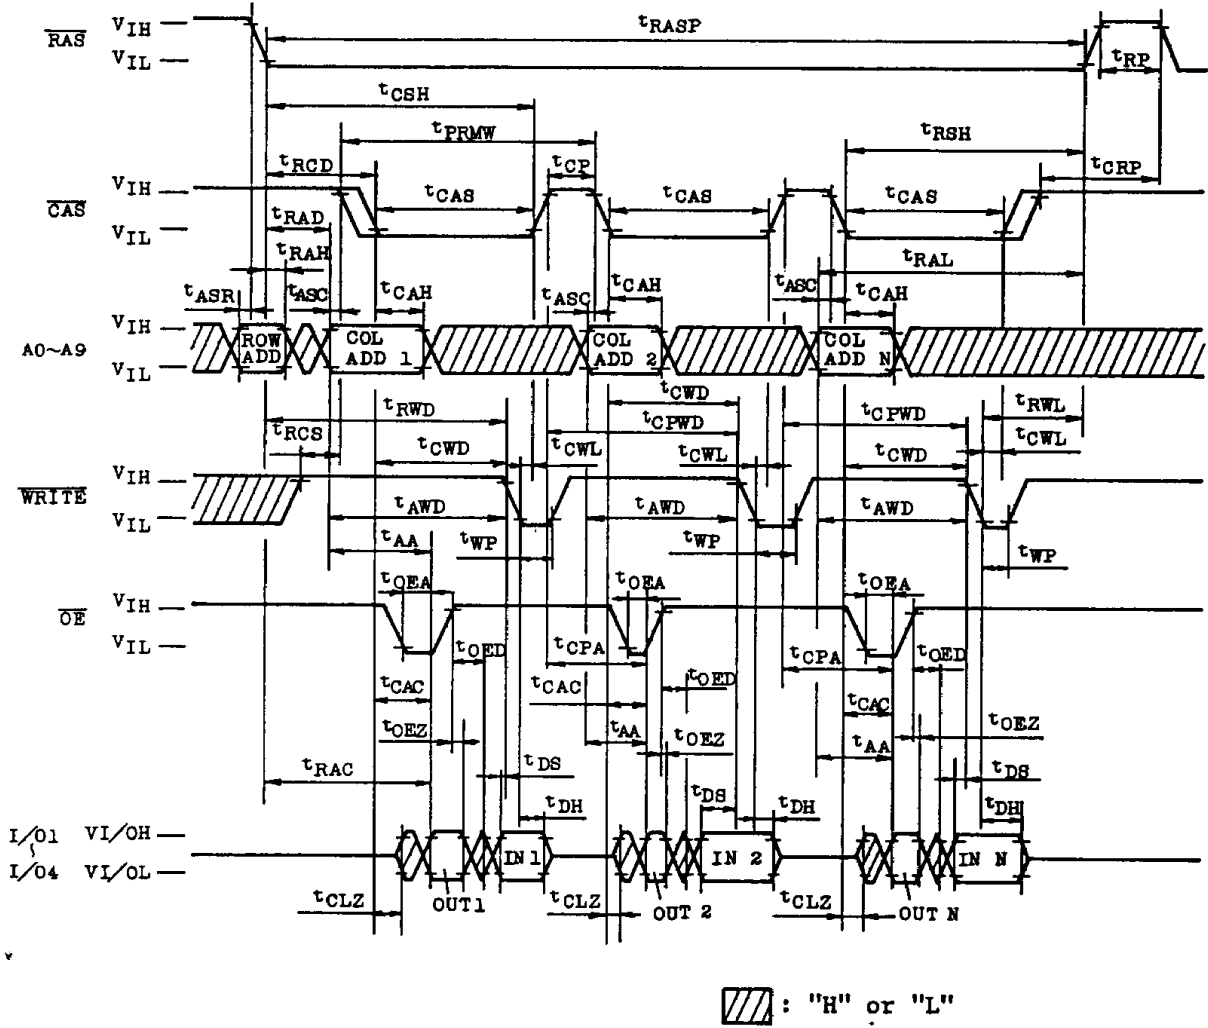 RAS VIH tRASP
VIL tRP
tCSH
tPRMW tRSH
tRCD tCP tCRP
CAS VIH tCAS tCAS tCAS
VIL tRAD
tRAH tRAL
tASR tASC tCAH tASC tCAH tASC tCAH
A0~A9 VIH ROW ADD COL ADD 1 COL ADD 2 COL ADD N
VIL
tCWD
tRWD tCPWD tCPWD tRWL
tRCS tCWD tCWL tCWL tCWD tCWL
WRITE VIH
VIL tAWD tAWD tAWD
tAA tWP tWP tWP
tOEA tOEA tOEA
OE VIH
VIL tOED tCPA tCPA tOED
tCAC tCAC tOED tCAC
tOEZ tAA tOEZ tAA tOEZ
tRAC tDS tDS tDS
tDH tDH tDH
I/O1 VI/OH
∫ IN 1 IN 2 IN N
I/O4 VI/OL
tCLZ OUT1 tCLZ OUT 2 tCLZ OUT N
: "H" or "L"